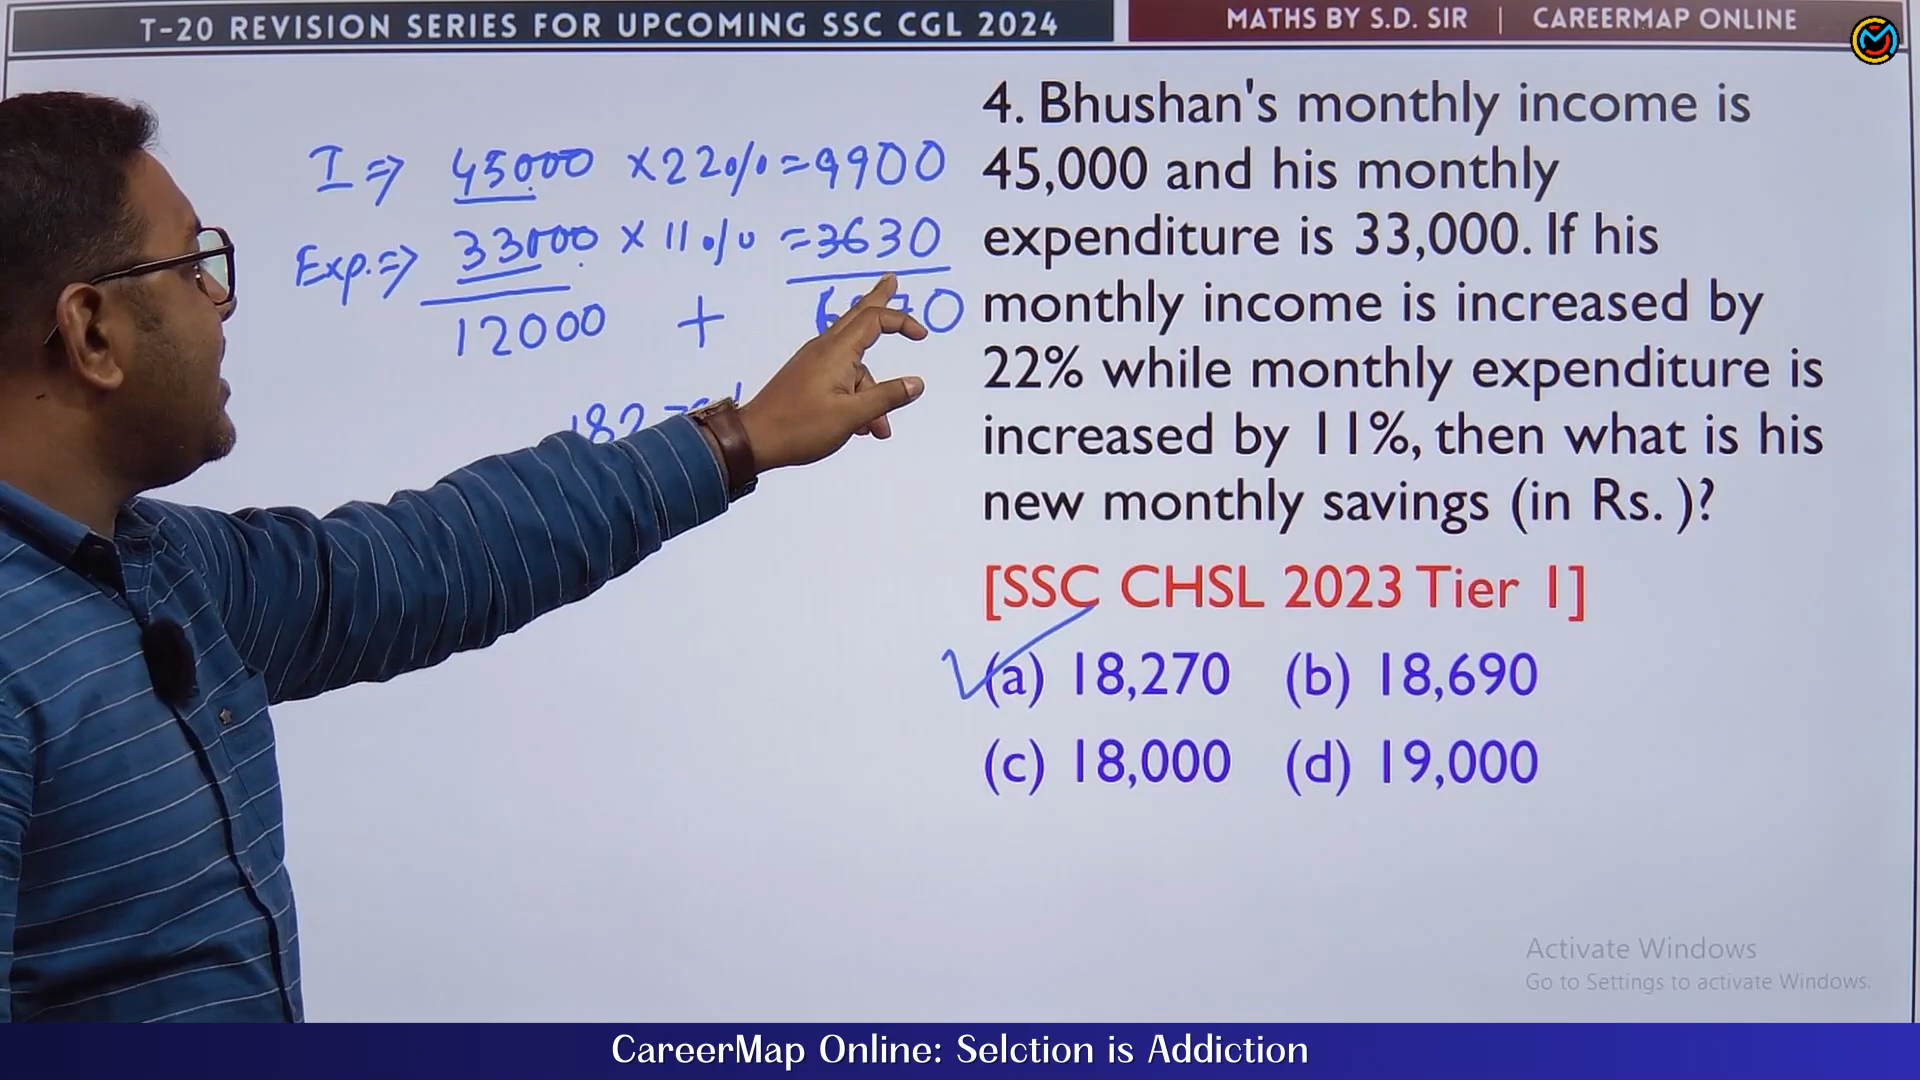 T-20 REVISION SERIES FOR UPCOMING SSC CGL 2024
MATHS BY S.D. SIR | CAREERMAP ONLINE
I ⇒ 45000 × 22% = 9900
Exp. ⇒ 33000 × 11% = 3630
12000 +
4. Bhushan's monthly income is
45,000 and his monthly
expenditure is 33,000. If his
monthly income is increased by
22% while monthly expenditure is
increased by 11%, then what is his
new monthly savings (in Rs. )?
[SSC CHSL 2023 Tier 1]
(a) 18,270 (b) 18,690
(c) 18,000 (d) 19,000
Activate Windows
Go to Settings to activate Windows.
CareerMap Online: Selction is Addiction